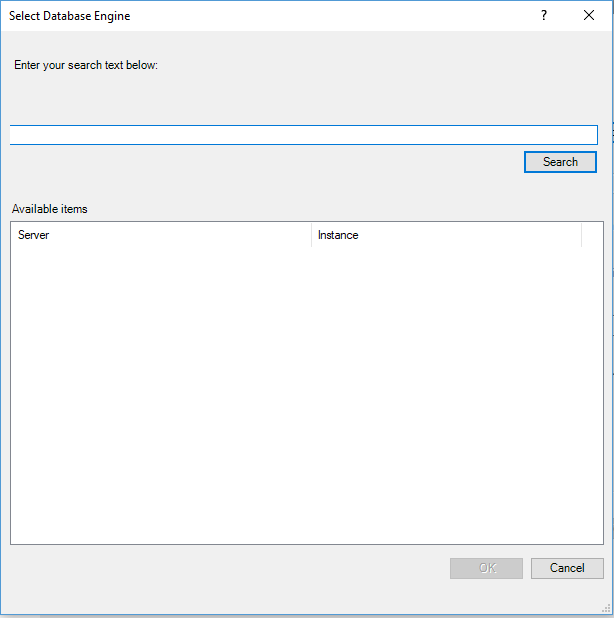 Select Database Engine
?
Enter your search text below:
Search
Available items
Server Instance
OK Cancel